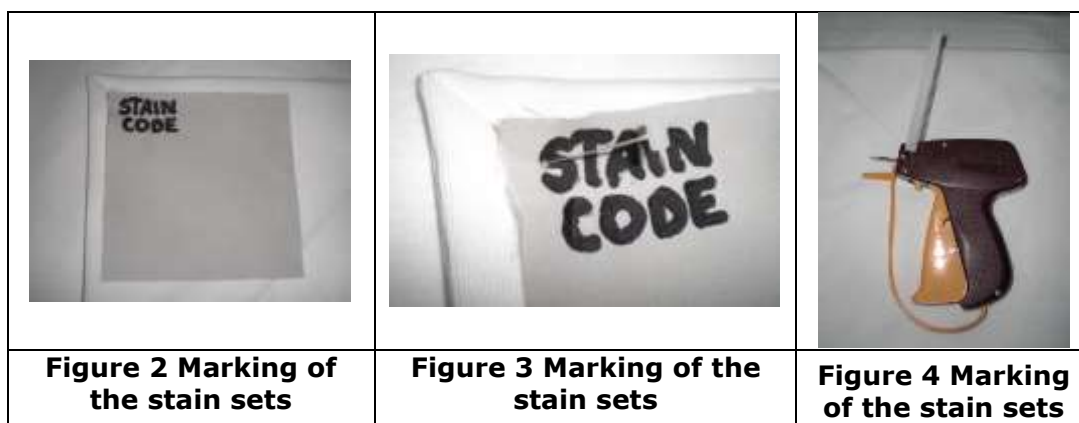 STAIN
CODE
STAIN
CODE
Figure 2 Marking of
the stain sets
Figure 3 Marking of the
stain sets
Figure 4 Marking
of the stain sets